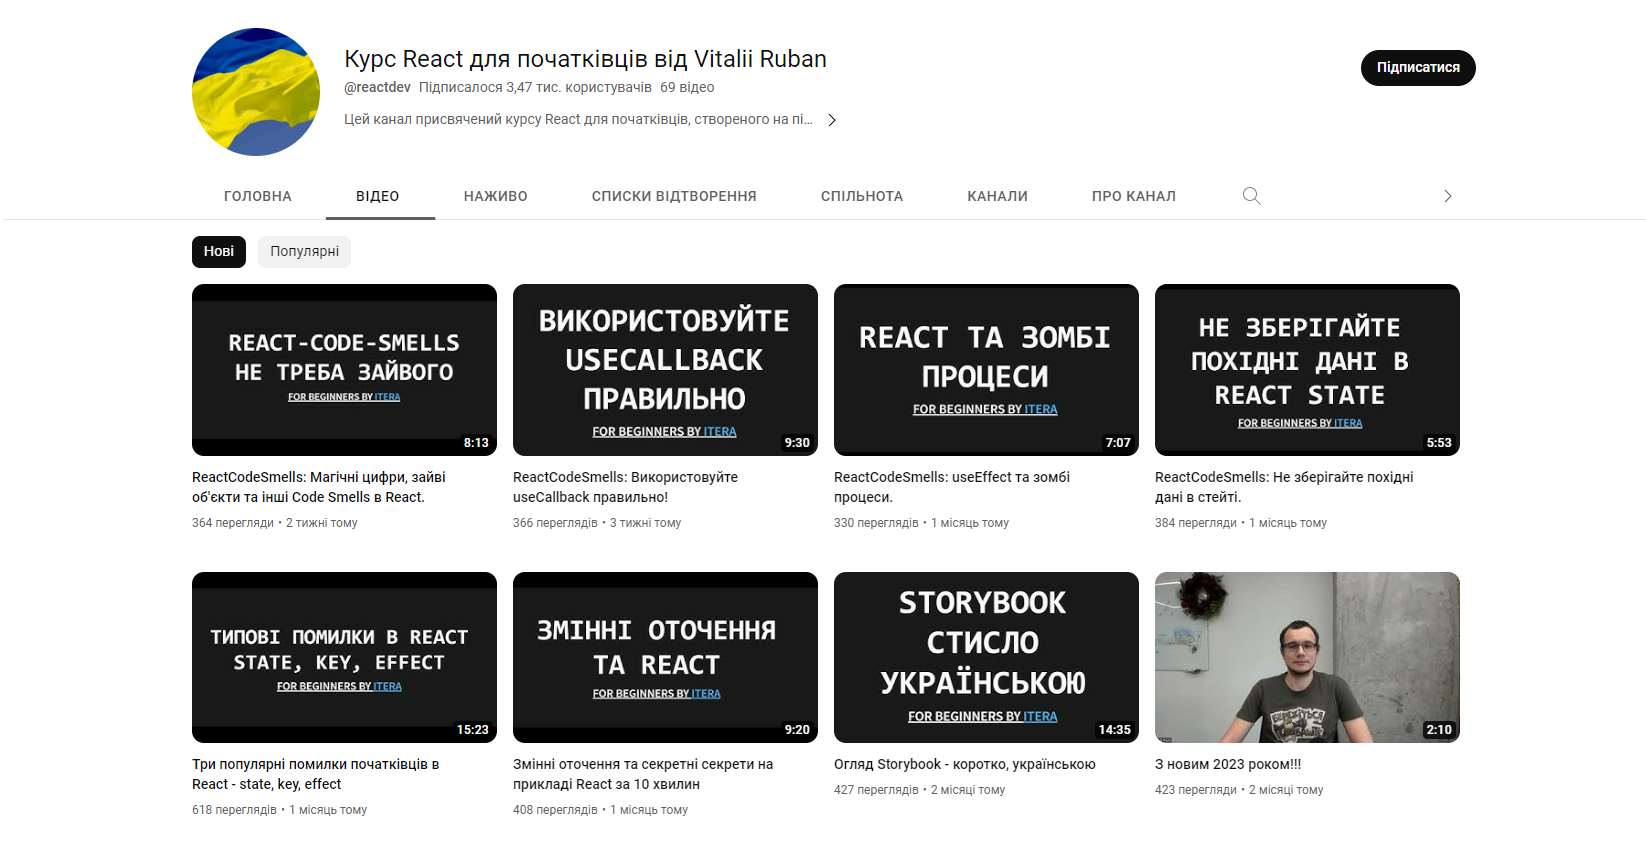 Курс React для початківців від Vitalii Ruban
Підписатися
@reactdev Підписалося 3,47 тис. користувачів 69 відео
Цей канал присвячений курсу React для початківців, створеного на пі...
ГОЛОВНА ВІДЕО НАЖИВО СПИСКИ ВІДТВОРЕННЯ СПІЛЬНОТА КАНАЛИ ПРО КАНАЛ
Нові Популярні
REACT-CODE-SMELLS
НЕ ТРЕБА ЗАЙВОГО
FOR BEGINNERS BY ITERA
8:13
ReactCodeSmells: Магічні цифри, зайві
об'єкти та інші Code Smells в React.
364 перегляди • 2 тижні тому
ВИКОРИСТОВУЙТЕ
USECALLBACK
ПРАВИЛЬНО
FOR BEGINNERS BY ITERA
9:30
ReactCodeSmells: Використовуйте
useCallback правильно!
366 переглядів • 3 тижні тому
REACT ТА ЗОМБІ
ПРОЦЕСИ
FOR BEGINNERS BY ITERA
7:07
ReactCodeSmells: useEffect та зомбі
процеси.
330 переглядів • 1 місяць тому
НЕ ЗБЕРІГАЙТЕ
ПОХІДНІ ДАНІ В
REACT STATE
FOR BEGINNERS BY ITERA
5:53
ReactCodeSmells: Не зберігайте похідні
дані в стейті.
384 перегляди • 1 місяць тому
ТИПОВІ ПОМИЛКИ В REACT
STATE, KEY, EFFECT
FOR BEGINNERS BY ITERA
15:23
Три популярні помилки початківців в
React - state, key, effect
618 переглядів • 1 місяць тому
ЗМІННІ ОТОЧЕННЯ
ТА REACT
FOR BEGINNERS BY ITERA
9:20
Змінні оточення та секретні секрети на
прикладі React за 10 хвилин
408 переглядів • 1 місяць тому
STORYBOOK
СТИСЛО
УКРАЇНСЬКОЮ
FOR BEGINNERS BY ITERA
14:35
Огляд Storybook - коротко, українською
427 переглядів • 2 місяці тому
2:10
З новим 2023 роком!!!
423 перегляди • 2 місяці тому